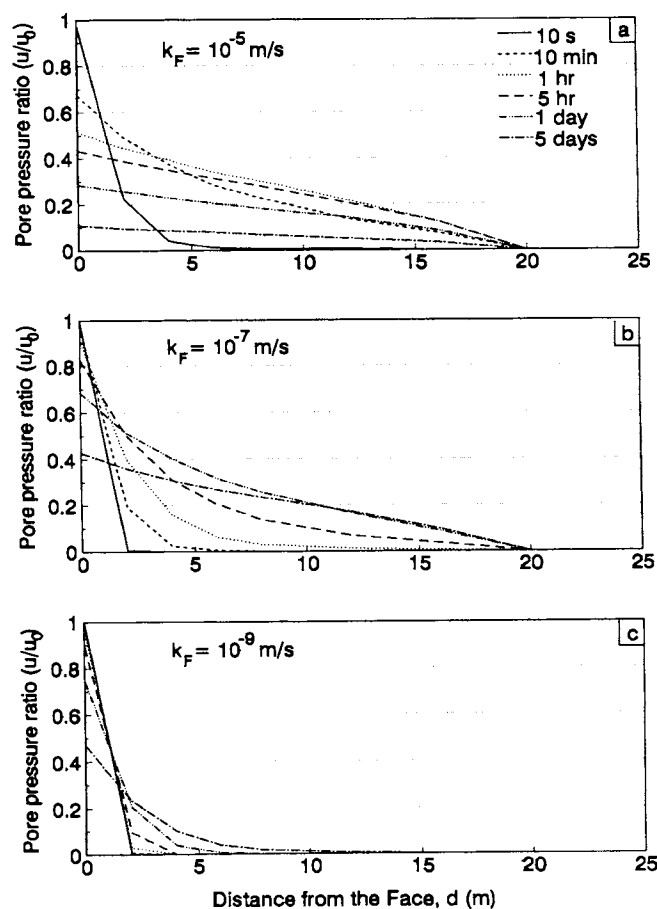 k_F = 10^-5 m/s
a
10 s
10 min
1 hr
5 hr
1 day
5 days
Pore pressure ratio (u/u_0)
1
0.8
0.6
0.4
0.2
0
0 5 10 15 20 25
k_F = 10^-7 m/s
b
Pore pressure ratio (u/u_0)
1
0.8
0.6
0.4
0.2
0
0 5 10 15 20 25
k_F = 10^-9 m/s
c
Pore pressure ratio (u/u_0)
1
0.8
0.6
0.4
0.2
0
0 5 10 15 20 25
Distance from the Face, d (m)